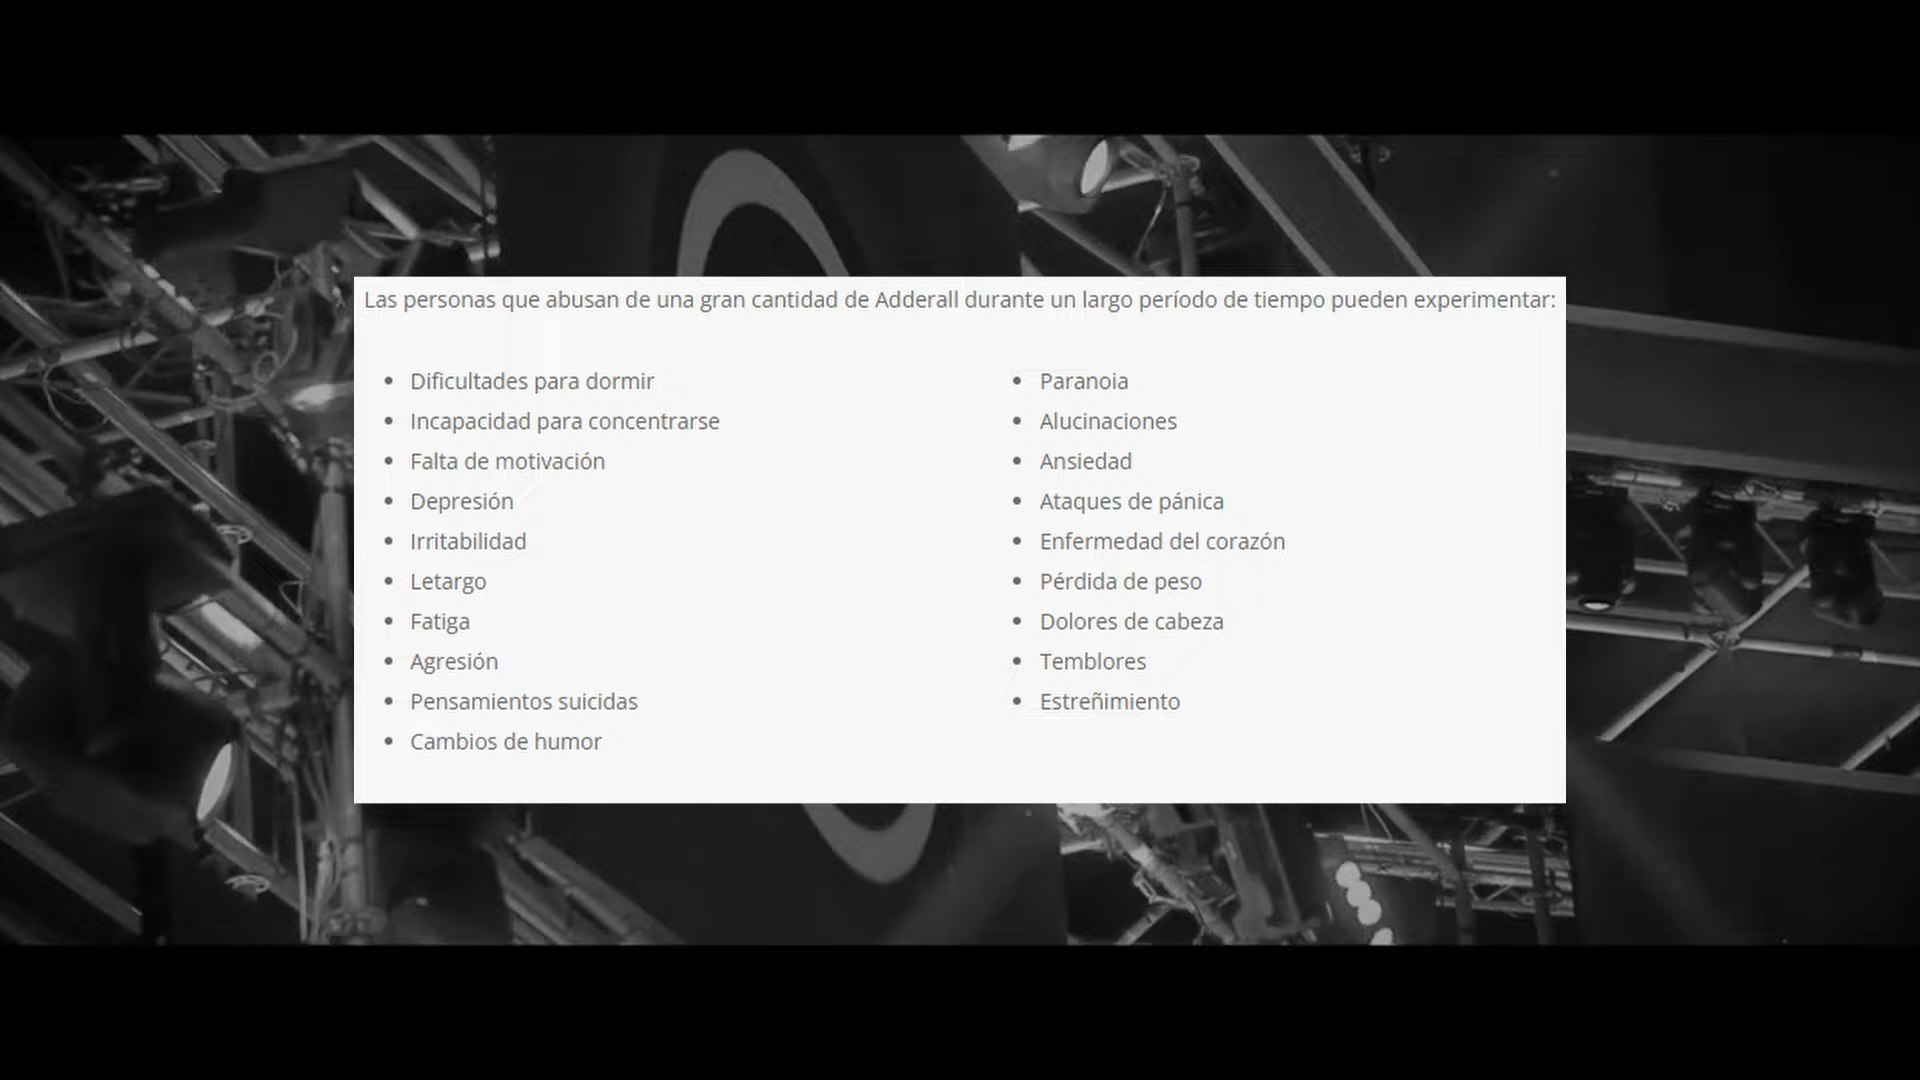 Las personas que abusan de una gran cantidad de Adderall durante un largo período de tiempo pueden experimentar:
Dificultades para dormir
Incapacidad para concentrarse
Falta de motivación
Depresión
Irritabilidad
Letargo
Fatiga
Agresión
Pensamientos suicidas
Cambios de humor
Paranoia
Alucinaciones
Ansiedad
Ataques de pánica
Enfermedad del corazón
Pérdida de peso
Dolores de cabeza
Temblores
Estreñimiento